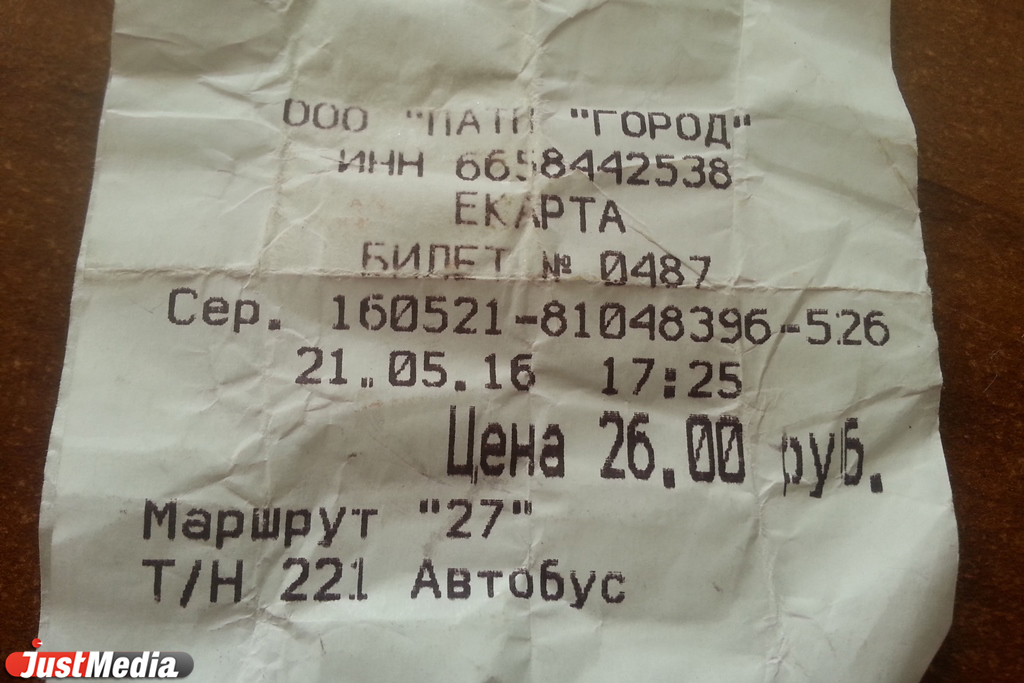 ООО "ПАТП "ГОРОД"
ИНН 6658442538
ЕКАРТА
БИЛЕТ № 0487
Сер. 160521-81048396-526
21.05.16 17:25
Цена 26.00 руб.
Маршрут "27"
Т/Н 221 Автобус
JustMedia